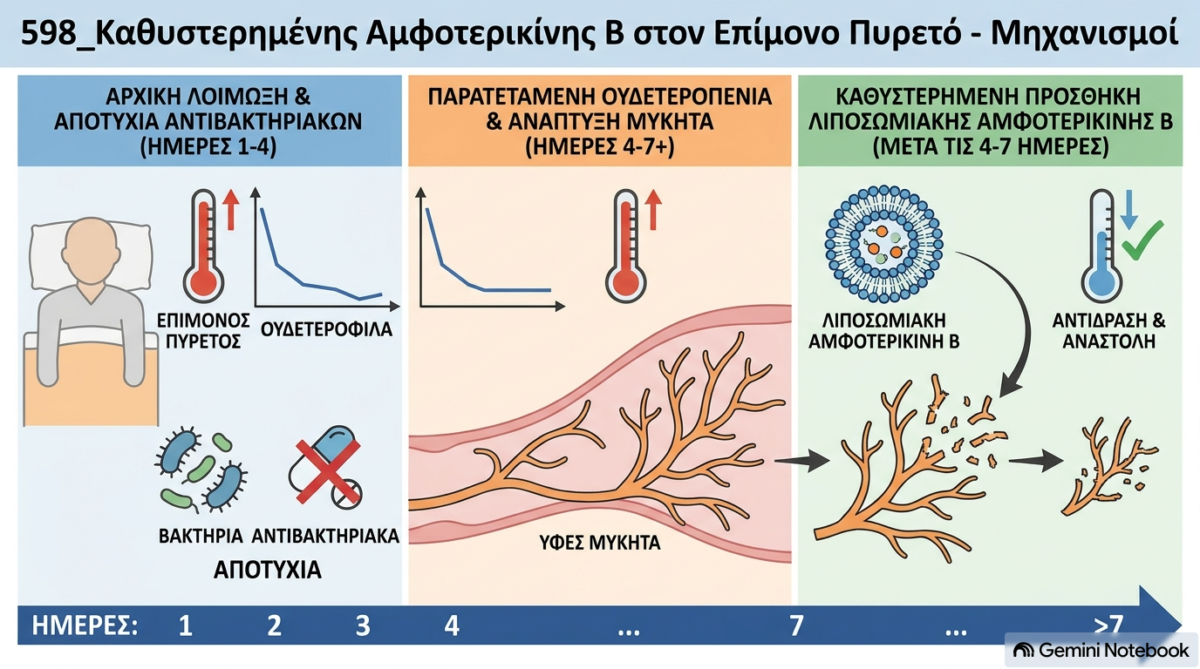 598_Καθυστερημένης Αμφοτερικίνης Β στον Επίμονο Πυρετό - Μηχανισμοί
ΑΡΧΙΚΗ ΛΟΙΜΩΞΗ &
ΑΠΟΤΥΧΙΑ ΑΝΤΙΒΑΚΤΗΡΙΑΚΩΝ
(ΗΜΕΡΕΣ 1-4)
ΕΠΙΜΟΝΟΣ
ΠΥΡΕΤΟΣ
ΟΥΔΕΤΕΡΟΦΙΛΑ
ΒΑΚΤΗΡΙΑ
ΑΝΤΙΒΑΚΤΗΡΙΑΚΑ
ΑΠΟΤΥΧΙΑ
ΠΑΡΑΤΕΤΑΜΕΝΗ ΟΥΔΕΤΕΡΟΠΕΝΙΑ
& ΑΝΑΠΤΥΞΗ ΜΥΚΗΤΑ
(ΗΜΕΡΕΣ 4-7+)
ΥΦΕΣ ΜΥΚΗΤΑ
ΚΑΘΥΣΤΕΡΗΜΕΝΗ ΠΡΟΣΘΗΚΗ
ΛΙΠΟΣΩΜΙΑΚΗΣ ΑΜΦΟΤΕΡΙΚΙΝΗΣ Β
(ΜΕΤΑ ΤΙΣ 4-7 ΗΜΕΡΕΣ)
ΛΙΠΟΣΩΜΙΑΚΗ
ΑΜΦΟΤΕΡΙΚΙΝΗ Β
ΑΝΤΙΔΡΑΣΗ &
ΑΝΑΣΤΟΛΗ
ΗΜΕΡΕΣ: 1 2 3 4 ... 7 ... >7
Gemini Notebook